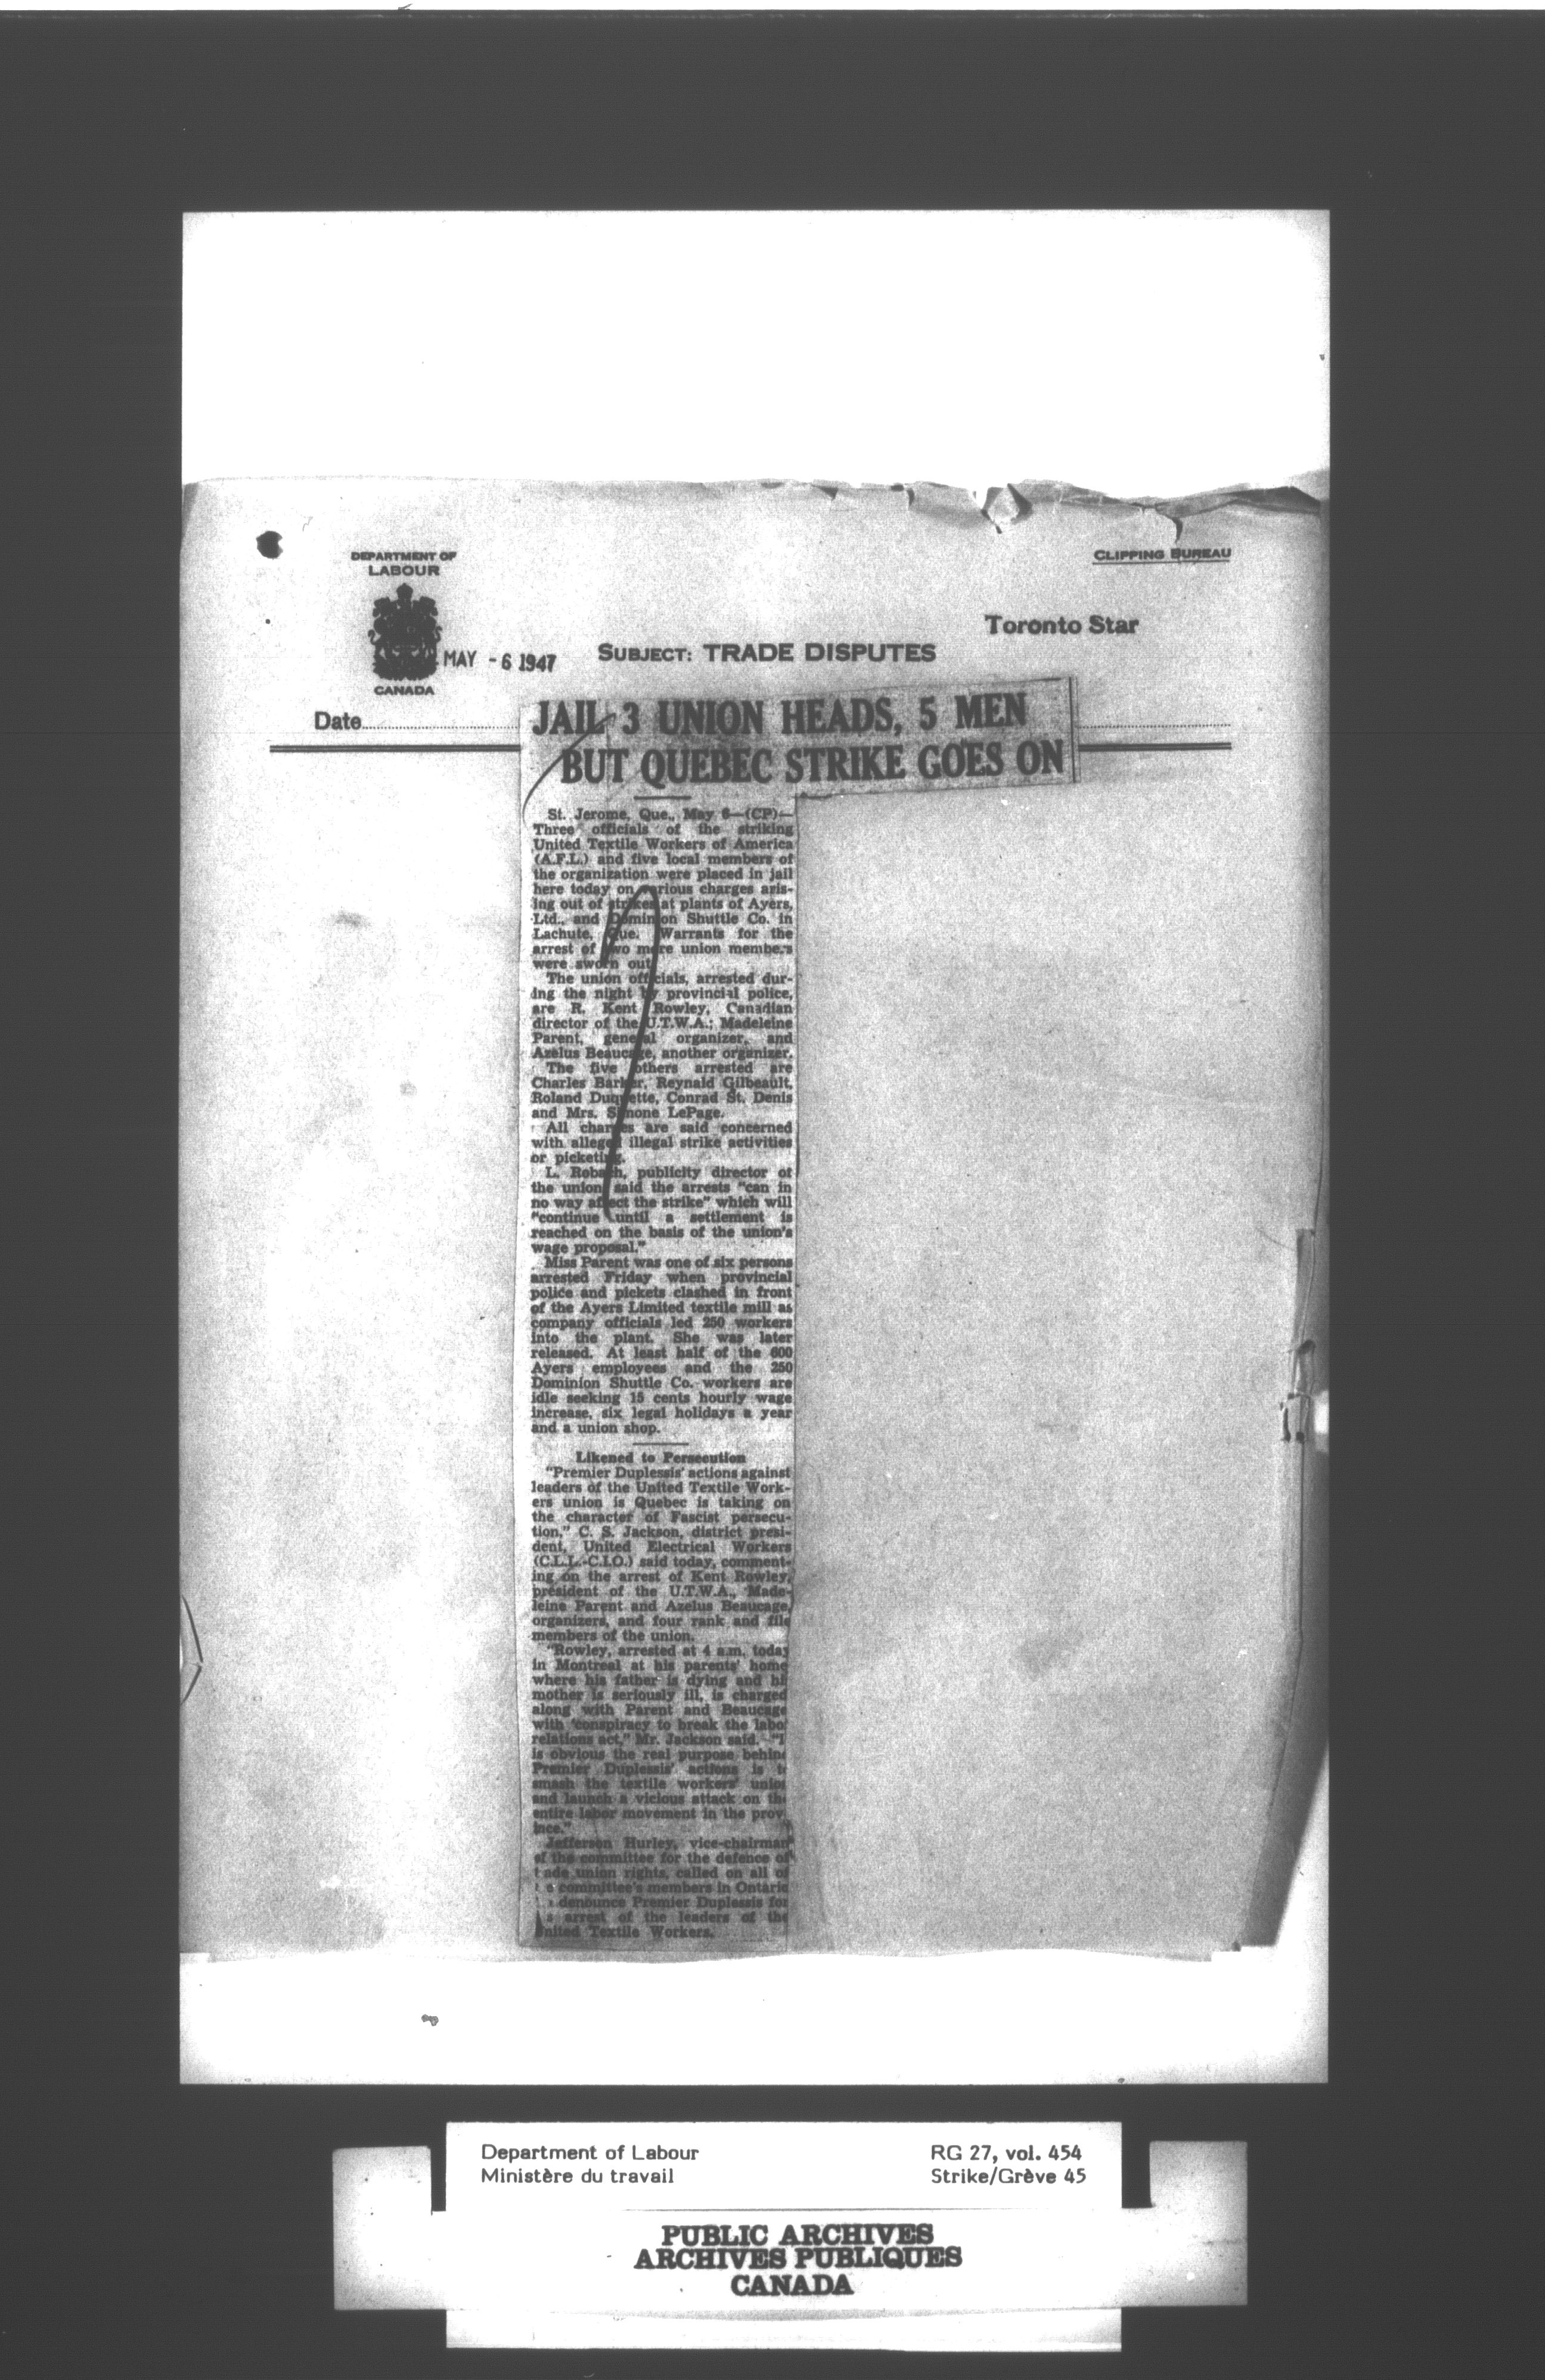 DEPARTMENT OF
LABOUR
CANADA
CLIPPING BUREAU
Toronto Star
MAY - 6 1947
SUBJECT: TRADE DISPUTES
Date
JAIL 3 UNION HEADS, 5 MEN
BUT QUEBEC STRIKE GOES ON
St. Jerome, Que., May 6—(CP)—
Three officials of the striking
United Textile Workers of America
(A.F.L.) and five local members of
the organization were placed in jail
here today on various charges aris-
ing out of strikes at plants of Ayers,
Ltd., and Dominion Shuttle Co. in
Lachute, Que. Warrants for the
arrest of two more union members
were sworn out.
The union officials, arrested dur-
ing the night by provincial police,
are R. Kent Rowley, Canadian
director of the U.T.W.A.; Madeleine
Parent, general organizer, and
Azelus Beaucage, another organizer.
The five others arrested are
Charles Barker, Reynald Gilbeault,
Roland Duquette, Conrad St. Denis
and Mrs. Simone LePage.
All charges are said concerned
with alleged illegal strike activities
or picketing.
L. Robach, publicity director of
the union, said the arrests "can in
no way affect the strike" which will
"continue until a settlement is
reached on the basis of the union's
wage proposal."
Miss Parent was one of six persons
arrested Friday when provincial
police and pickets clashed in front
of the Ayers Limited textile mill as
company officials led 250 workers
into the plant. She was later
released. At least half of the 600
Ayers employees and the 250
Dominion Shuttle Co. workers are
idle seeking 15 cents hourly wage
increase, six legal holidays a year
and a union shop.
Likened to Persecution
"Premier Duplessis' actions against
leaders of the United Textile Work-
ers union is Quebec is taking on
the character of Fascist persecu-
tion," C. S. Jackson, district presi-
dent, United Electrical Workers
(C.L.L.-C.I.O.) said today, comment-
ing on the arrest of Kent Rowley,
president of the U.T.W.A., Made-
leine Parent and Azelus Beaucage,
organizers, and four rank and file
members of the union.
"Rowley, arrested at 4 a.m. today
in Montreal at his parents' home
where his father is dying and hi
mother is seriously ill, is charged
along with Parent and Beaucage
with 'conspiracy to break the labo
relations act," Mr. Jackson said. "I
is obvious the real purpose behind
Premier Duplessis' actions is t
smash the textile workers' union
and launch a vicious attack on the
entire labor movement in the prov
ince."
Jefferson Hurley, vice-chairman
of the committee for the defence of
t ade union rights, called on all of
e committee's members in Ontario
denounce Premier Duplessis for
s arrest of the leaders of the
United Textile Workers.
Department of Labour
Ministère du travail
RG 27, vol. 454
Strike/Grève 45
PUBLIC ARCHIVES
ARCHIVES PUBLIQUES
CANADA